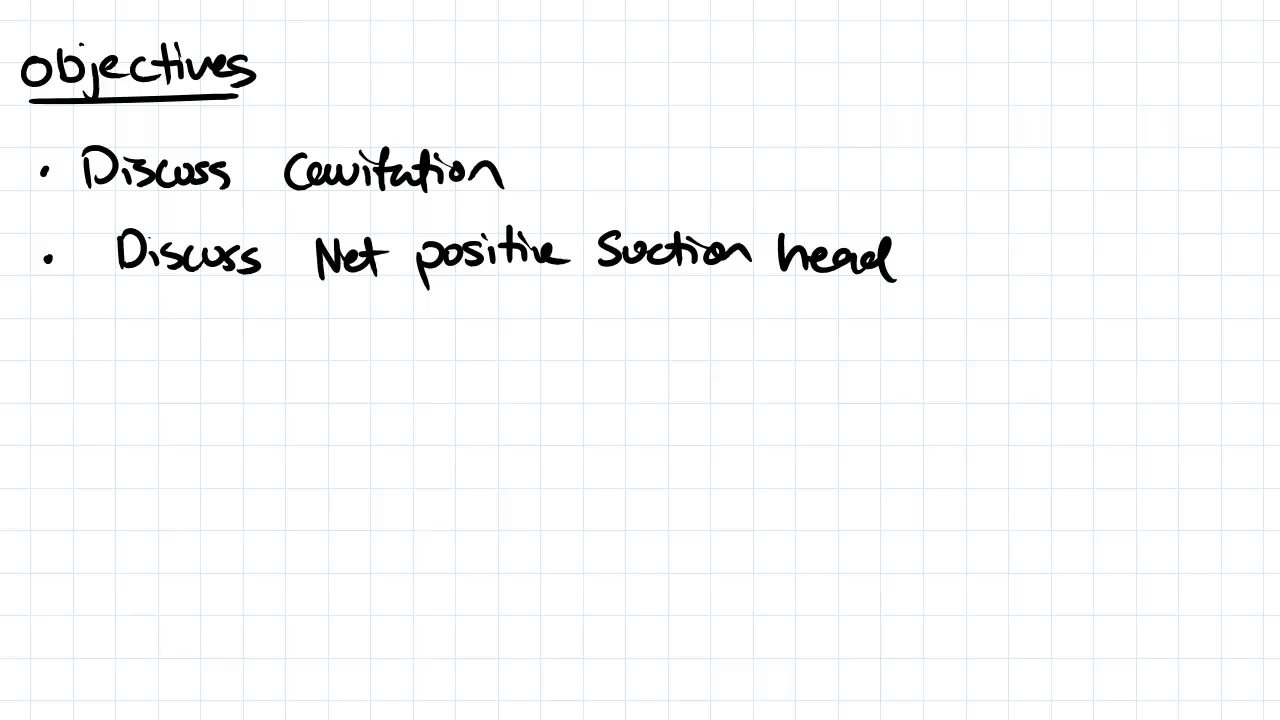 objectives
· Discuss Cavitation
· Discuss Net positive Suction head